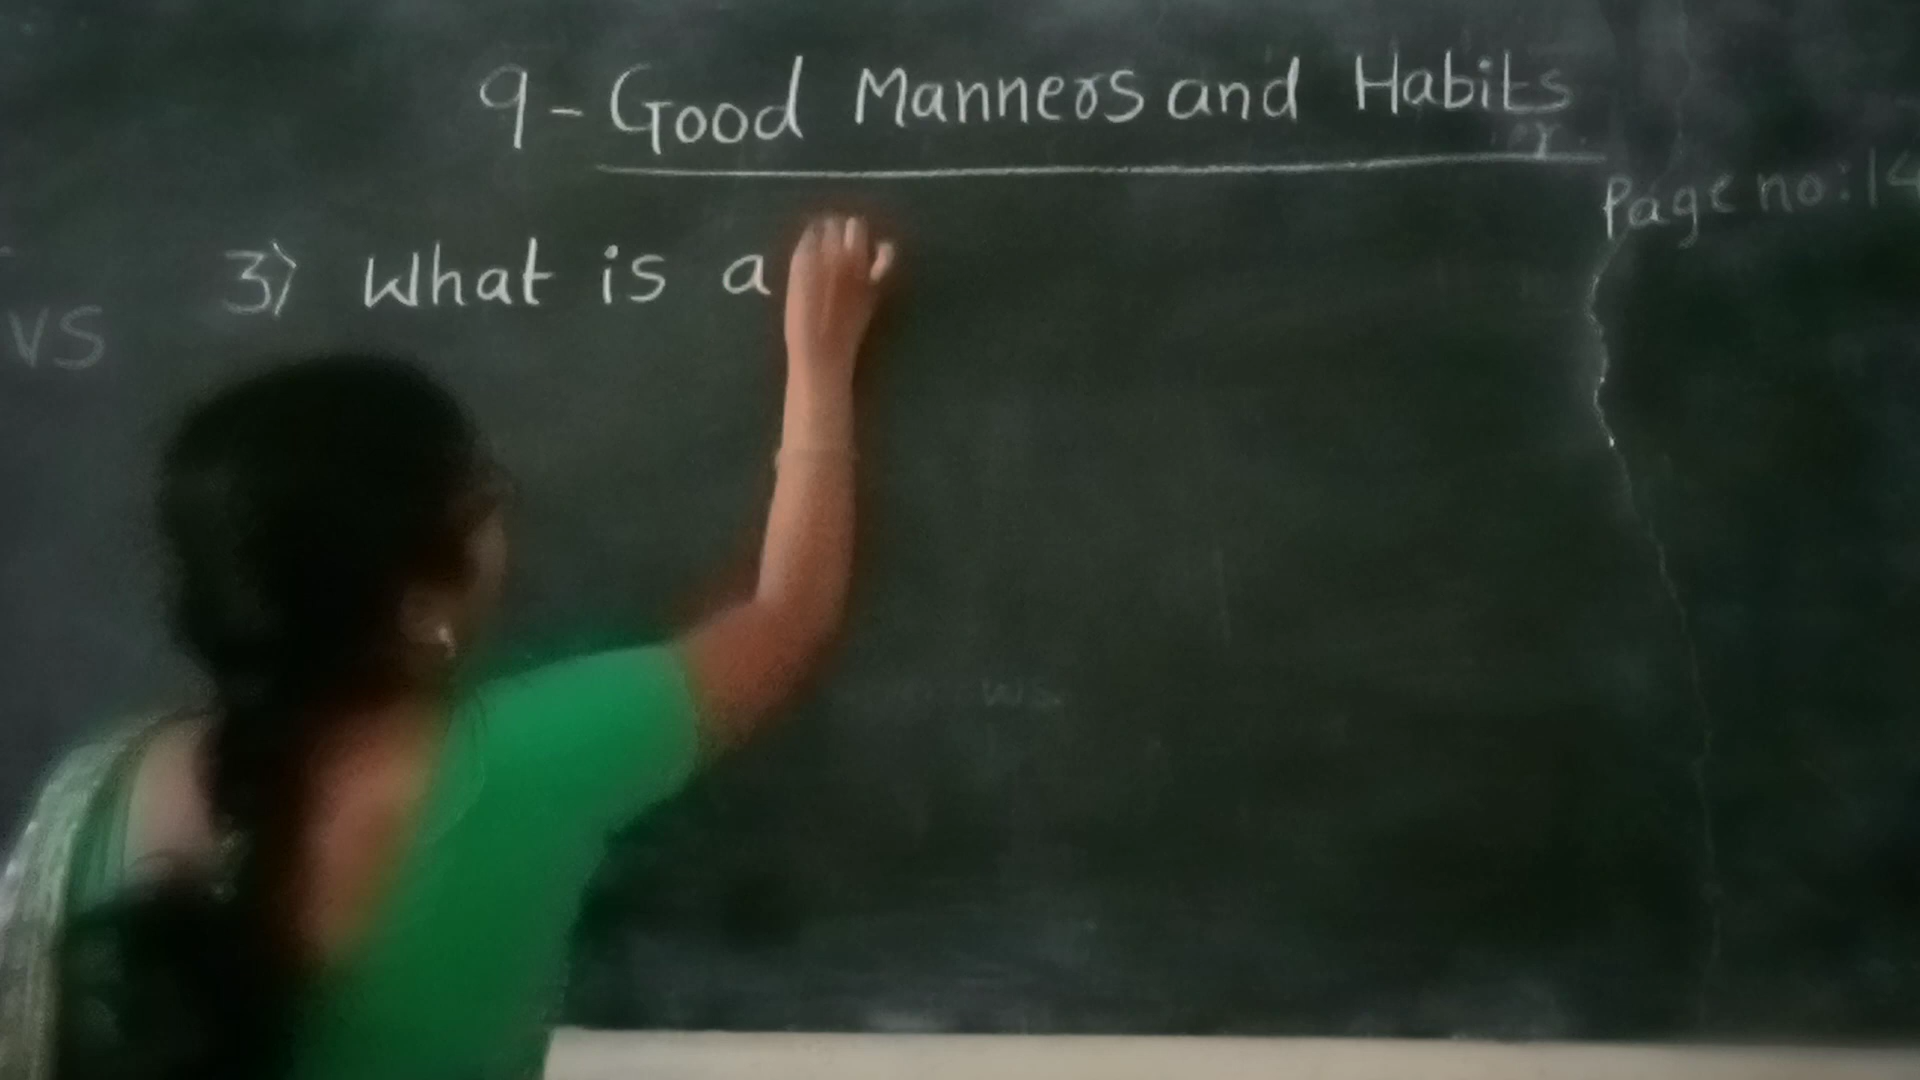 9 - Good Manners and Habits
Page no: 14
3) What is a
VS